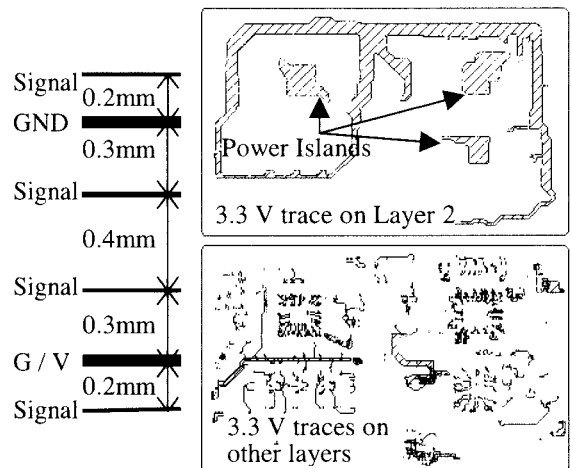 Signal
0.2mm
GND
0.3mm
Signal
0.4mm
Signal
0.3mm
G / V
0.2mm
Signal
Power Islands
3.3 V trace on Layer 2
3.3 V traces on
other layers